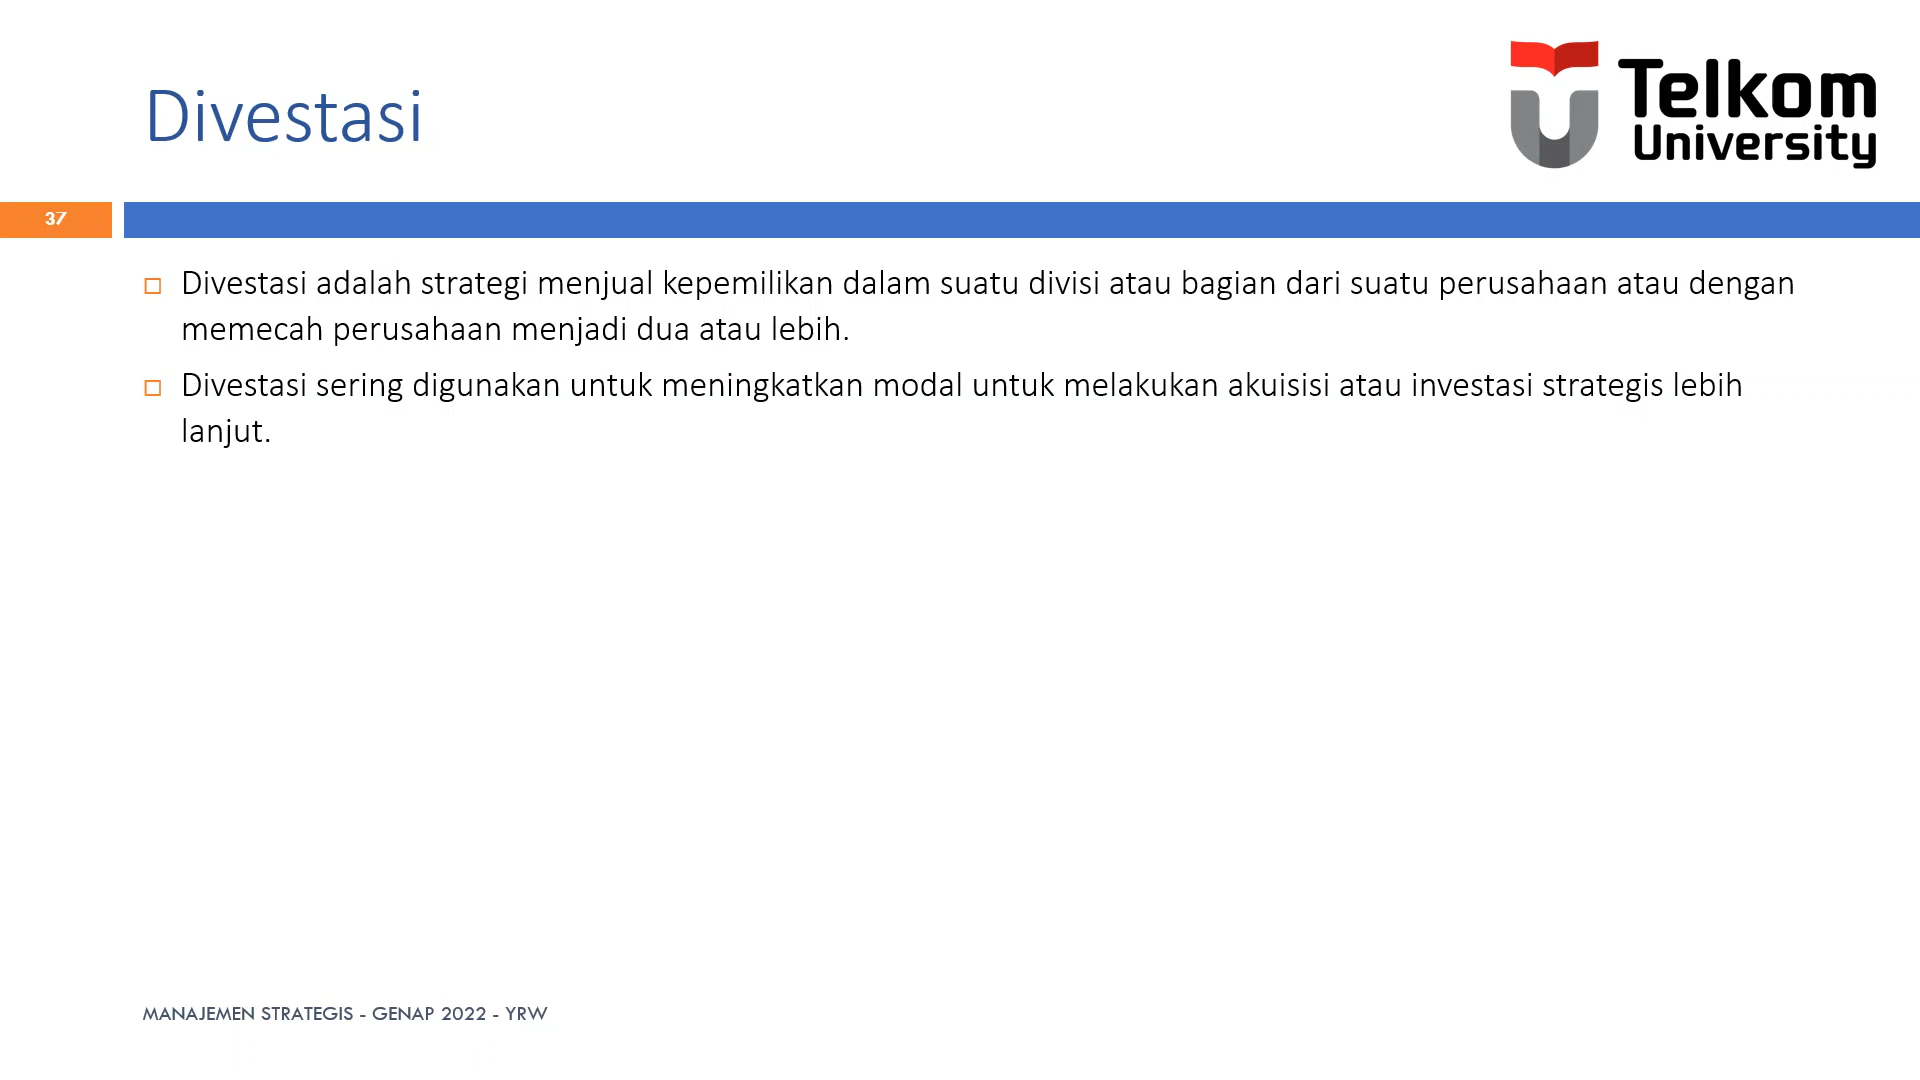 Divestasi
Telkom
University
37
Divestasi adalah strategi menjual kepemilikan dalam suatu divisi atau bagian dari suatu perusahaan atau dengan
memecah perusahaan menjadi dua atau lebih.
Divestasi sering digunakan untuk meningkatkan modal untuk melakukan akuisisi atau investasi strategis lebih
lanjut.
MANAJEMEN STRATEGIS - GENAP 2022 - YRW